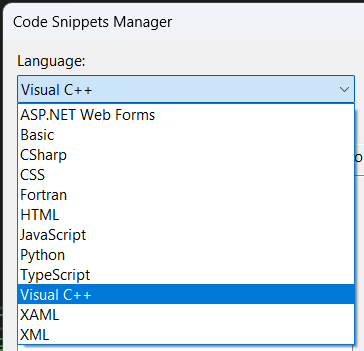 Code Snippets Manager
Language:
Visual C++
ASP.NET Web Forms
Basic
CSharp
CSS
Fortran
HTML
JavaScript
Python
TypeScript
Visual C++
XAML
XML